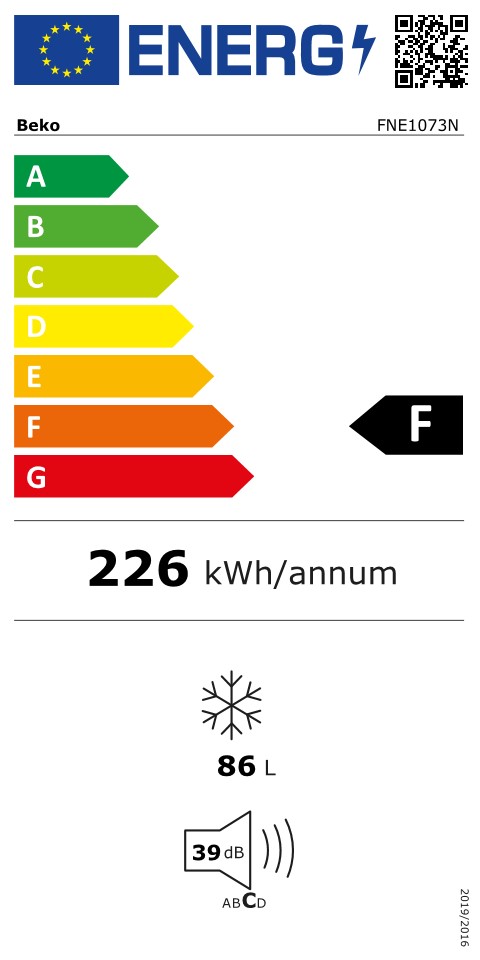 ENERG
Beko FNE1073N
A
B
C
D
E
F
F
G
226 kWh/annum
86 L
39 dB
ABCD
2019/2016